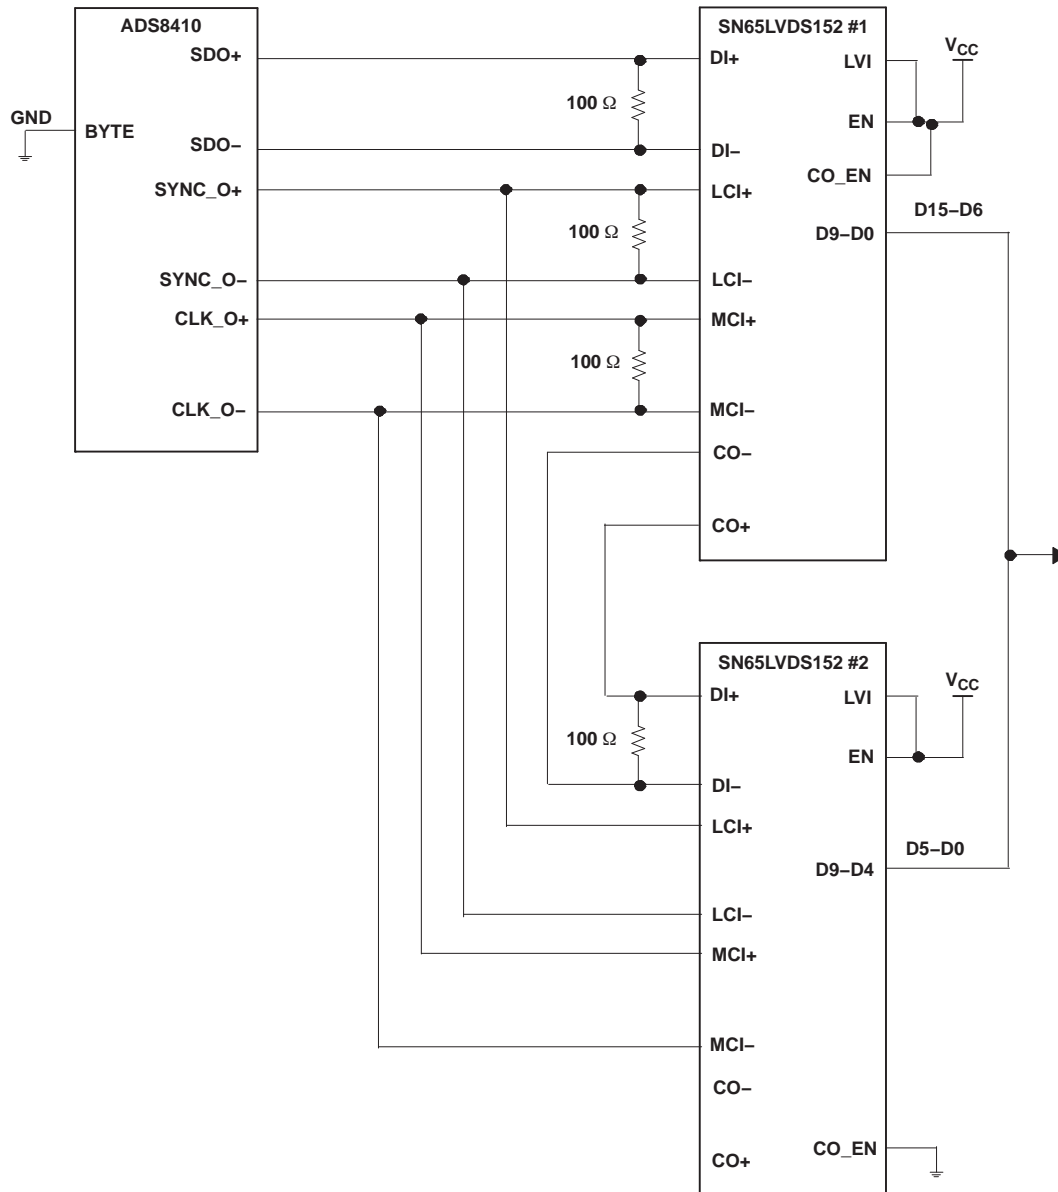 ADS8410
SDO+
GND
BYTE
SDO–
SYNC_O+
SYNC_O–
CLK_O+
CLK_O–
100 Ω
100 Ω
100 Ω
SN65LVDS152 #1
DI+
LVI
VCC
EN
DI–
CO_EN
LCI+
D15–D6
D9–D0
LCI–
MCI+
MCI–
CO–
CO+
SN65LVDS152 #2
DI+
LVI
VCC
100 Ω
EN
DI–
LCI+
D5–D0
D9–D4
LCI–
MCI+
MCI–
CO–
CO_EN
CO+